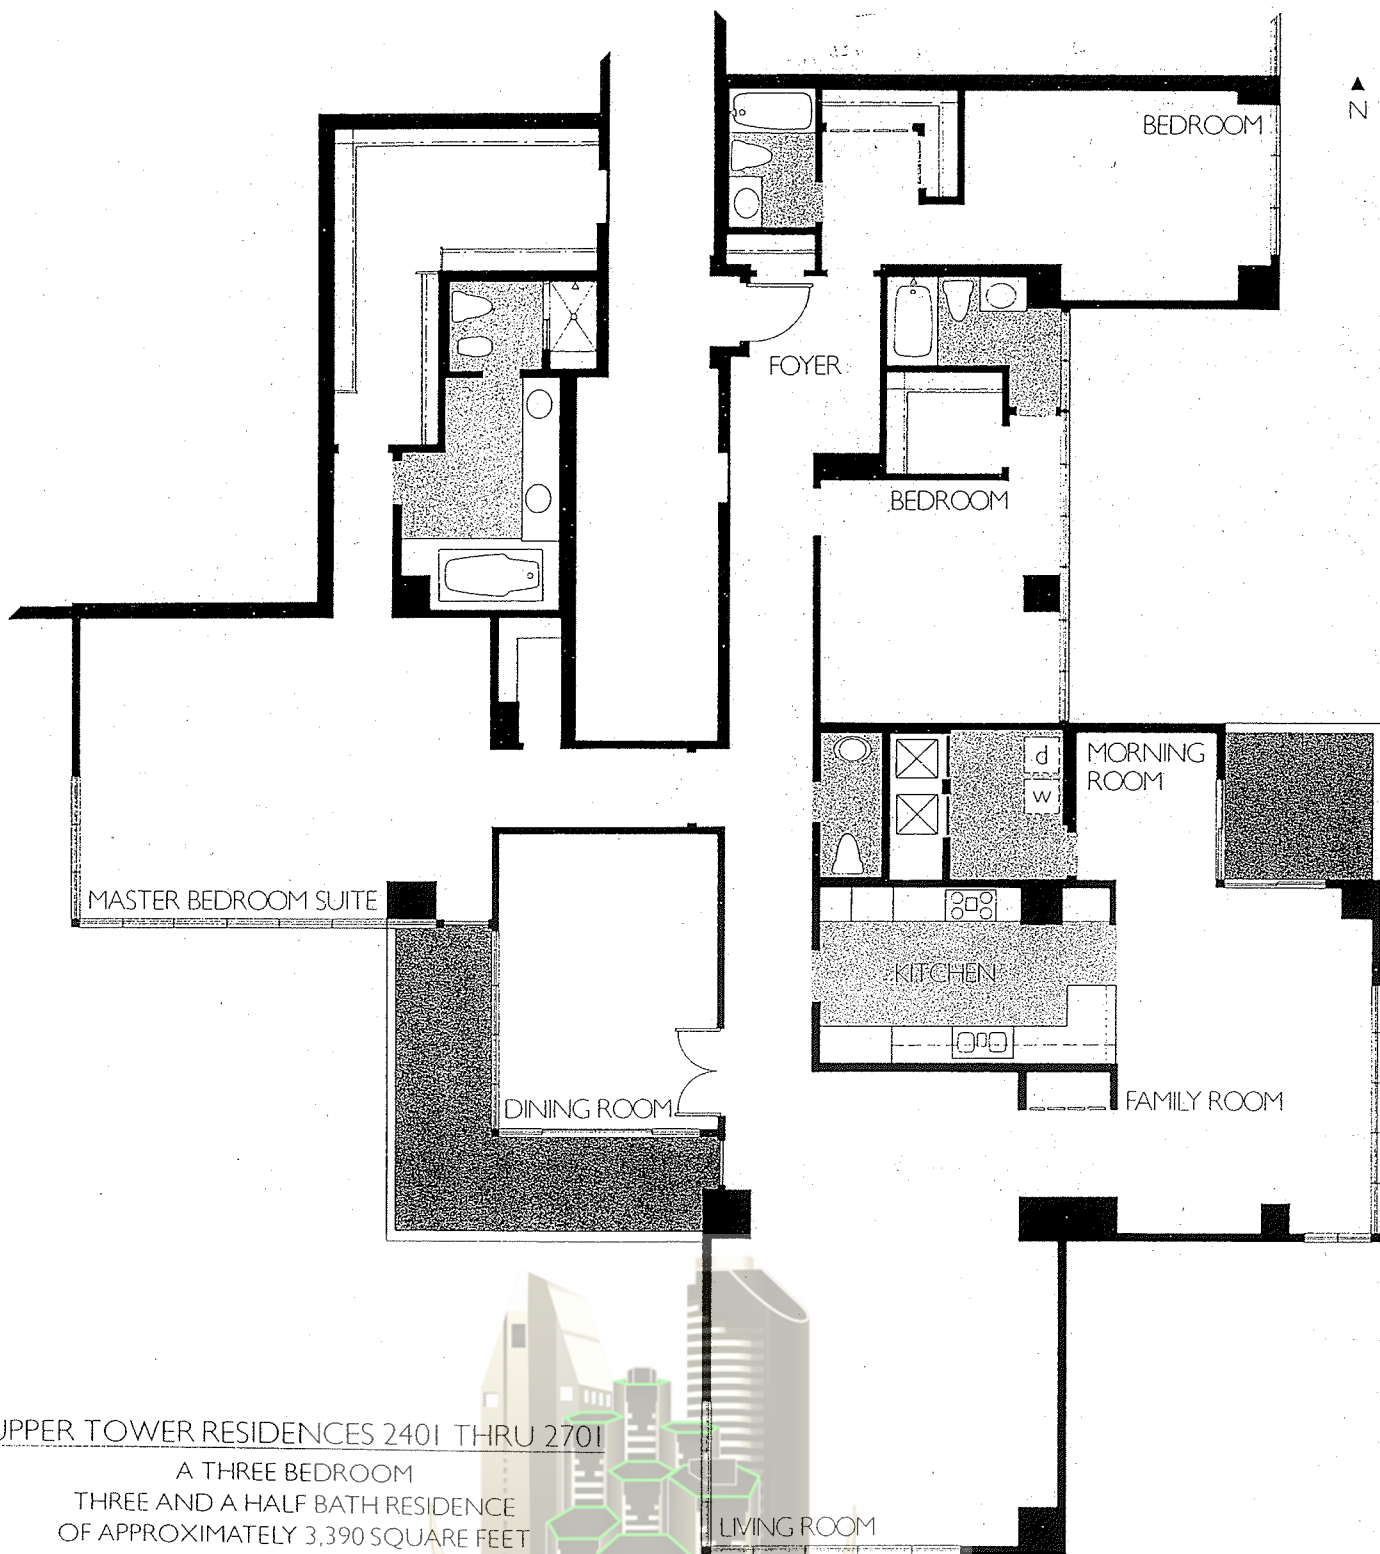 N
BEDROOM
FOYER
BEDROOM
d
w
MORNING
ROOM
MASTER BEDROOM SUITE
KITCHEN
DINING ROOM
FAMILY ROOM
LIVING ROOM
UPPER TOWER RESIDENCES 2401 THRU 2701
A THREE BEDROOM
THREE AND A HALF BATH RESIDENCE
OF APPROXIMATELY 3,390 SQUARE FEET